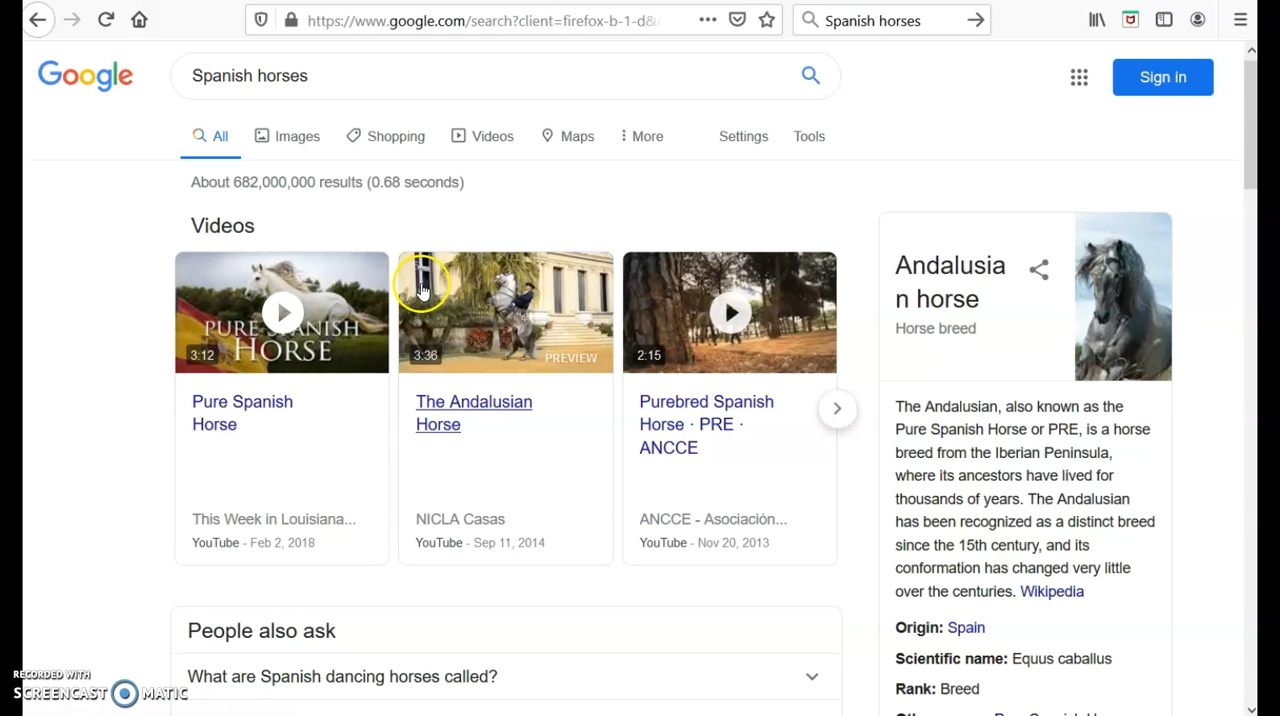 https://www.google.com/search?client=firefox-b-1-d&
Spanish horses
Google
Spanish horses
Sign in
All
Images
Shopping
Videos
Maps
More
Settings
Tools
About 682,000,000 results (0.68 seconds)
Videos
PURE SPANISH
HORSE
3:12
3:36
PREVIEW
2:15
Pure Spanish
Horse
This Week in Louisiana...
YouTube - Feb 2, 2018
The Andalusian
Horse
NICLA Casas
YouTube - Sep 11, 2014
Purebred Spanish
Horse · PRE ·
ANCCE
ANCCE - Asociación...
YouTube - Nov 20, 2013
People also ask
What are Spanish dancing horses called?
Andalusia
n horse
Horse breed
The Andalusian, also known as the
Pure Spanish Horse or PRE, is a horse
breed from the Iberian Peninsula,
where its ancestors have lived for
thousands of years. The Andalusian
has been recognized as a distinct breed
since the 15th century, and its
conformation has changed very little
over the centuries. Wikipedia
Origin: Spain
Scientific name: Equus caballus
Rank: Breed
RECORDED WITH
SCREENCAST MATIC